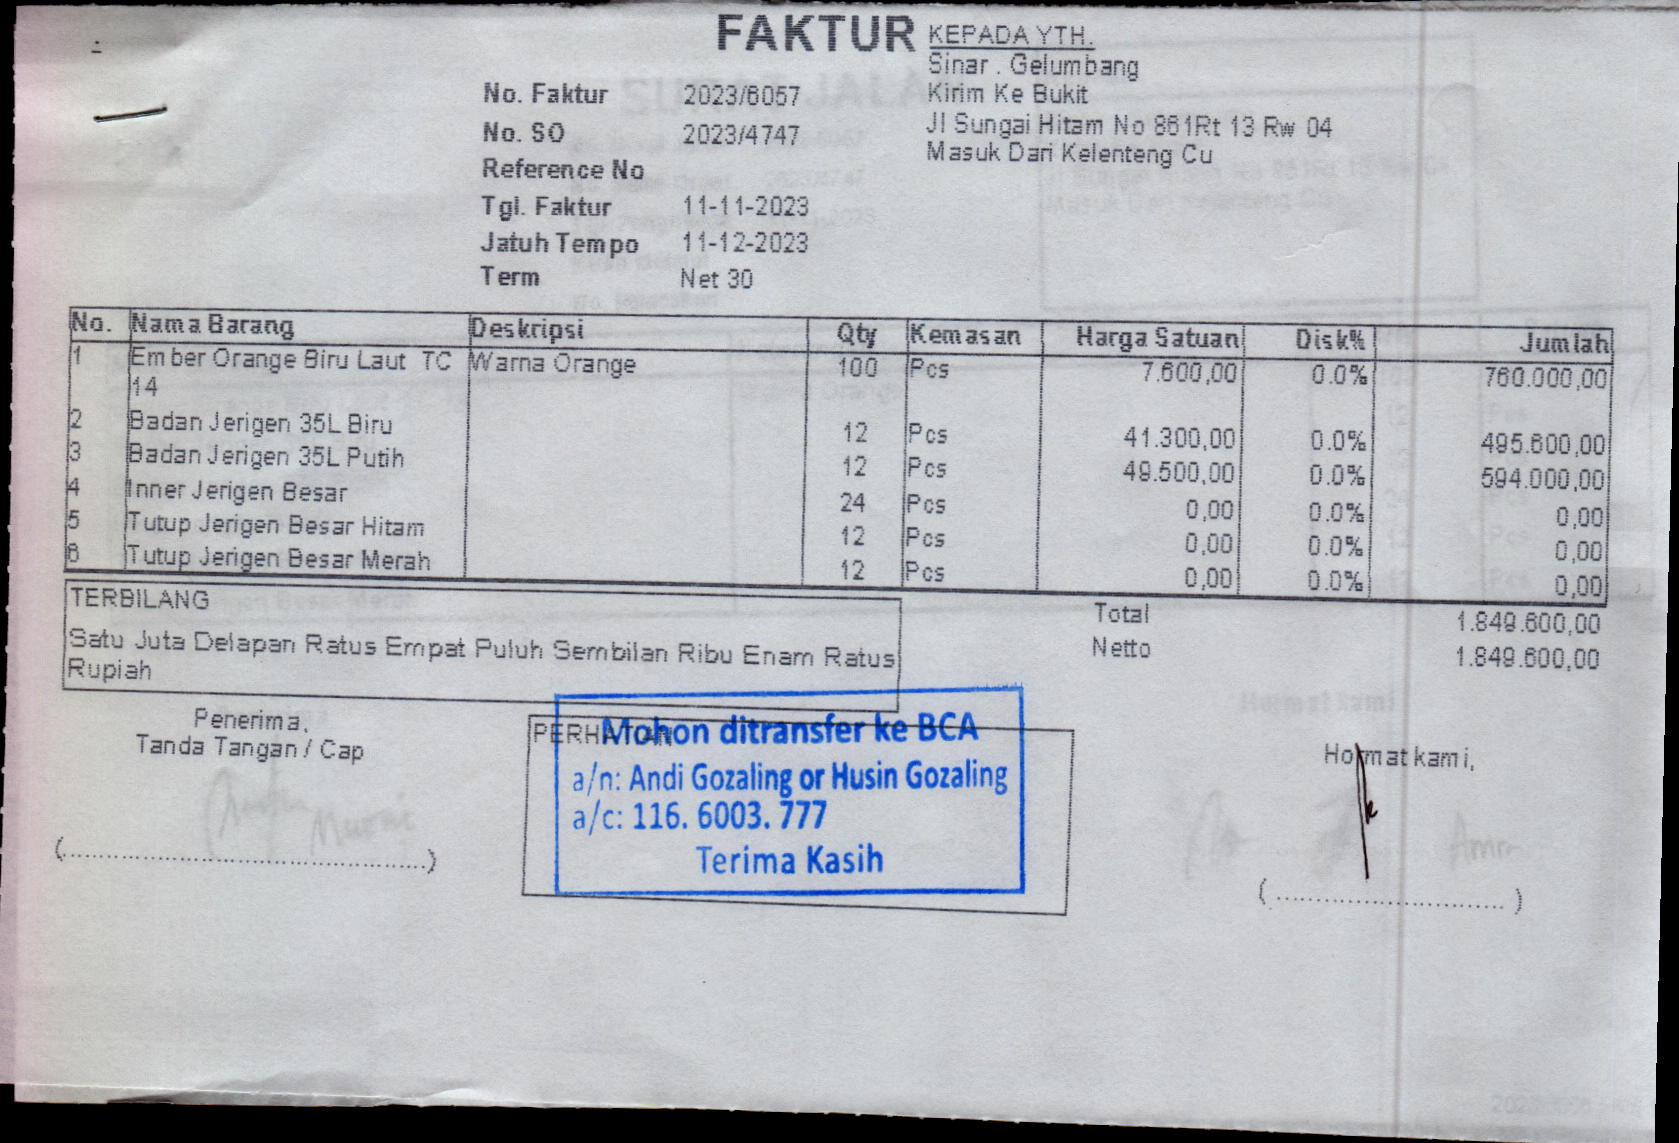 FAKTUR
KEPADA YTH.
Sinar . Gelumbang
Kirim Ke Bukit
Jl Sungai Hitam No 861Rt 13 Rw 04
Masuk Dari Kelenteng Cu
No. Faktur 2023/6057
No. SO 2023/4747
Reference No
Tgl. Faktur 11-11-2023
Jatuh Tempo 11-12-2023
Term Net 30
No. Nama Barang Deskripsi Qty Kemasan Harga Satuan Disk% Jumlah
1 Ember Orange Biru Laut TC Warna Orange 100 Pcs 7.600,00 0.0% 760.000,00
14
2 Badan Jerigen 35L Biru 12 Pcs 41.300,00 0.0% 495.600,00
3 Badan Jerigen 35L Putih 12 Pcs 49.500,00 0.0% 594.000,00
4 Inner Jerigen Besar 24 Pcs 0,00 0.0% 0,00
5 Tutup Jerigen Besar Hitam 12 Pcs 0,00 0.0% 0,00
6 Tutup Jerigen Besar Merah 12 Pcs 0,00 0.0% 0,00
TERBILANG
Satu Juta Delapan Ratus Empat Puluh Sembilan Ribu Enam Ratus
Rupiah
Total 1.849.600,00
Netto 1.849.600,00
Penerima,
Tanda Tangan / Cap
(..........................................)
PERHATIAN
Mohon ditransfer ke BCA
a/n: Andi Gozaling or Husin Gozaling
a/c: 116. 6003. 777
Terima Kasih
Hormat kami,
(..............................)